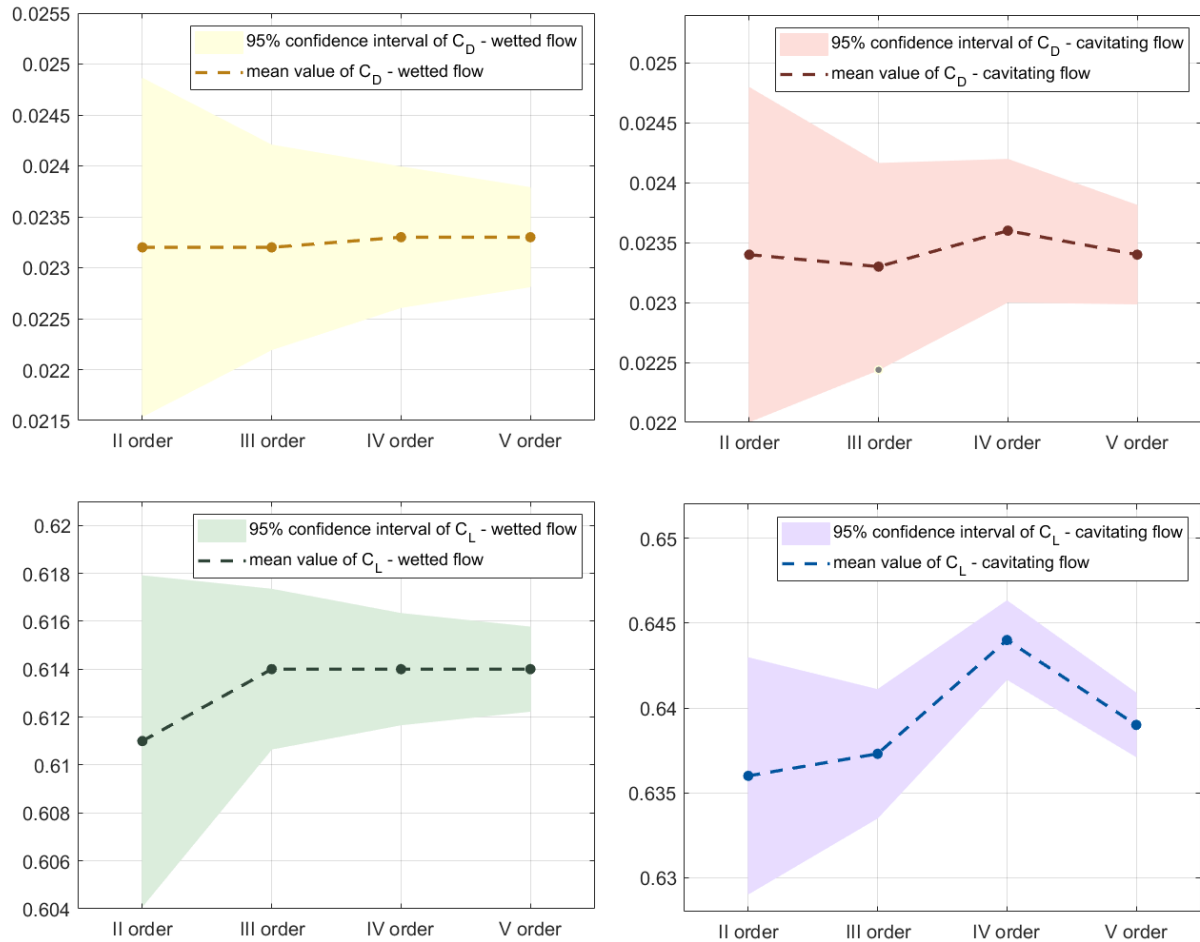 0.0255
0.025
0.0245
0.024
0.0235
0.023
0.0225
0.022
0.0215
95% confidence interval of C_D - wetted flow
mean value of C_D - wetted flow
II order III order IV order V order
0.025
0.0245
0.024
0.0235
0.023
0.0225
0.022
95% confidence interval of C_D - cavitating flow
mean value of C_D - cavitating flow
II order III order IV order V order
0.62
0.618
0.616
0.614
0.612
0.61
0.608
0.606
0.604
95% confidence interval of C_L - wetted flow
mean value of C_L - wetted flow
II order III order IV order V order
0.65
0.645
0.64
0.635
0.63
95% confidence interval of C_L - cavitating flow
mean value of C_L - cavitating flow
II order III order IV order V order